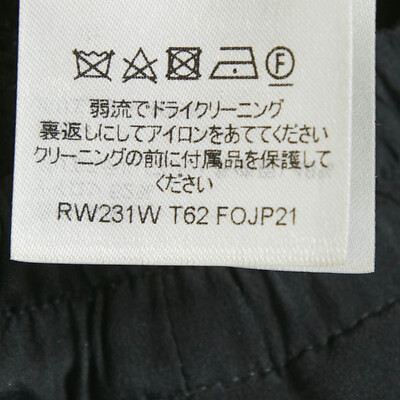 弱流でドライクリーニング
裏返しにしてアイロンをあててください
クリーニングの前に付属品を保護して
ください
RW231W T62 FOJP21